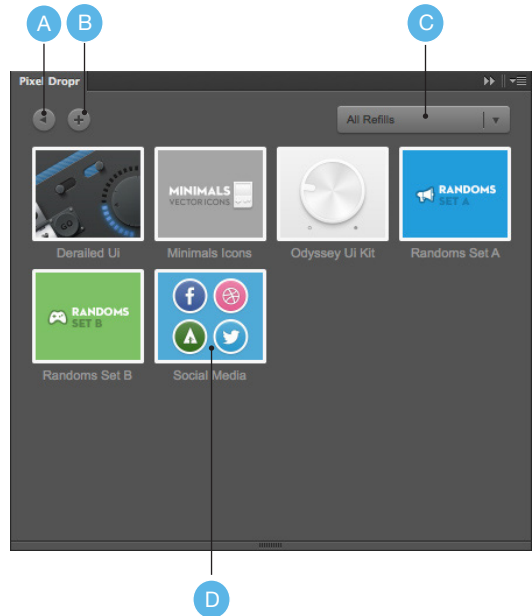 A
B
C
Pixel Dropr
All Refills
MINIMALS
VECTOR ICONS
RANDOMS
SET A
GO
Derailed Ui
Minimals Icons
Odyssey Ui Kit
Randoms Set A
RANDOMS
SET B
Randoms Set B
Social Media
D